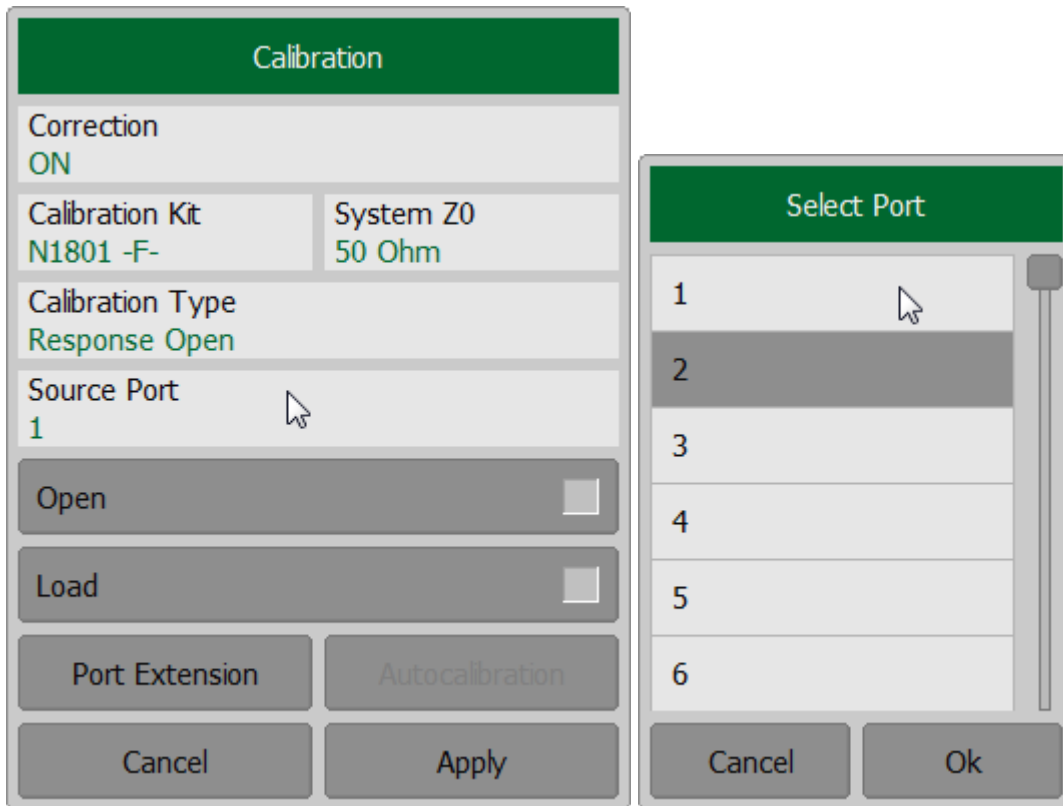 Calibration
Correction
ON
Calibration Kit
N1801 -F-
System Z0
50 Ohm
Calibration Type
Response Open
Source Port
1
Open
Load
Port Extension
Autocalibration
Cancel
Apply
Select Port
1
2
3
4
5
6
Cancel
Ok